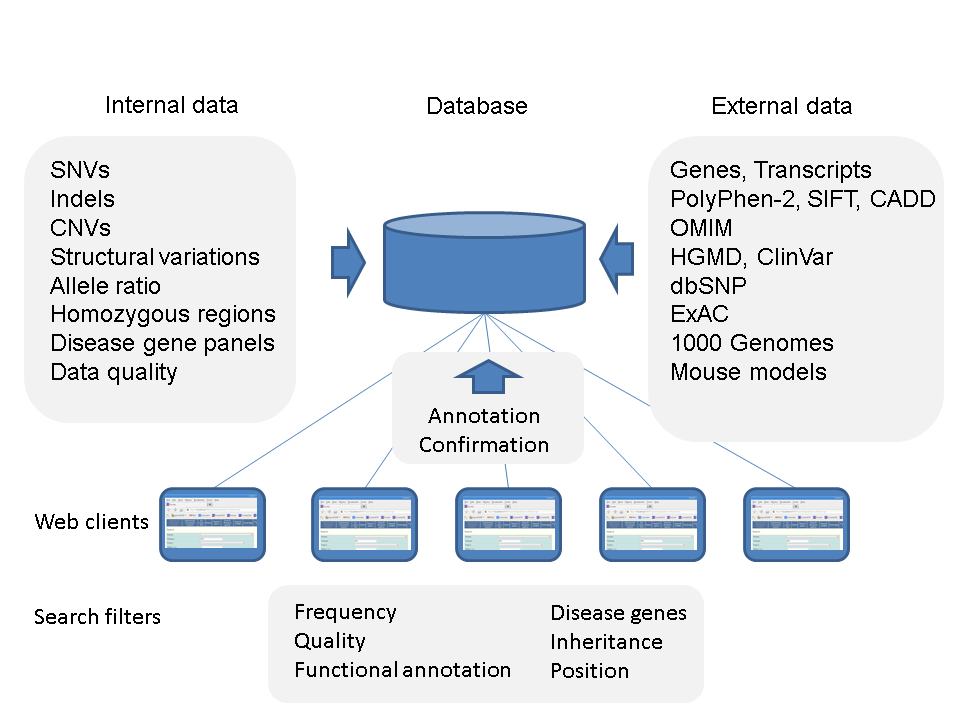 Internal data
Database
External data
SNVs
Indels
CNVs
Structural variations
Allele ratio
Homozygous regions
Disease gene panels
Data quality
Genes, Transcripts
PolyPhen-2, SIFT, CADD
OMIM
HGMD, ClinVar
dbSNP
ExAC
1000 Genomes
Mouse models
Annotation
Confirmation
Web clients
Search filters
Frequency
Quality
Functional annotation
Disease genes
Inheritance
Position